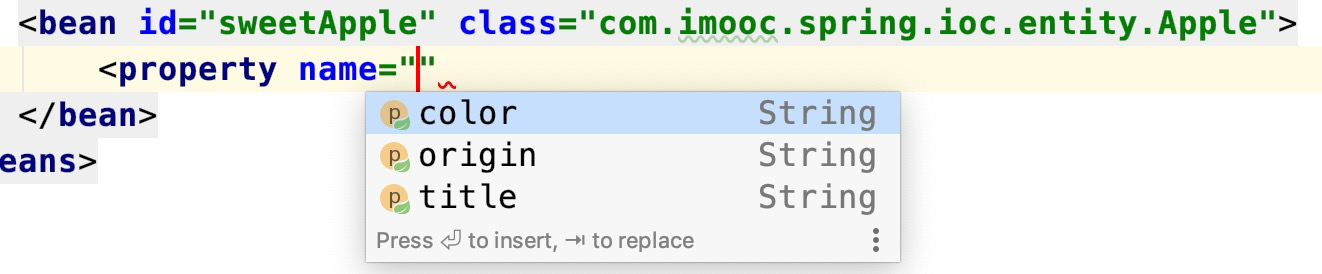 <bean id="sweetApple" class="com.imooc.spring.ioc.entity.Apple">
<property name=""
</bean>
eans>
p color String
p origin String
p title String
Press ⏎ to insert, ⇥ to replace